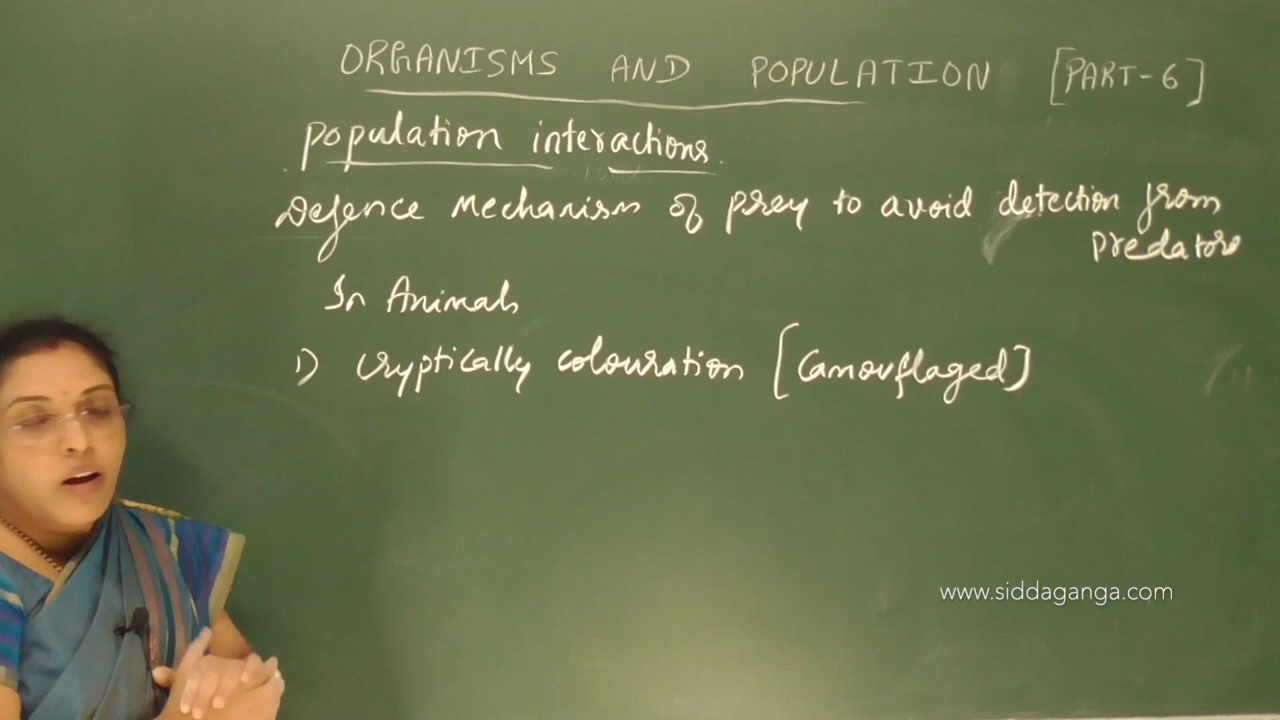 ORGANISMS AND POPULATION [PART-6]
Population interactions.
Defence Mechanism of prey to avoid detection from
predators
In Animals
1) Cryptically colouration [Camouflaged]
www.siddaganga.com